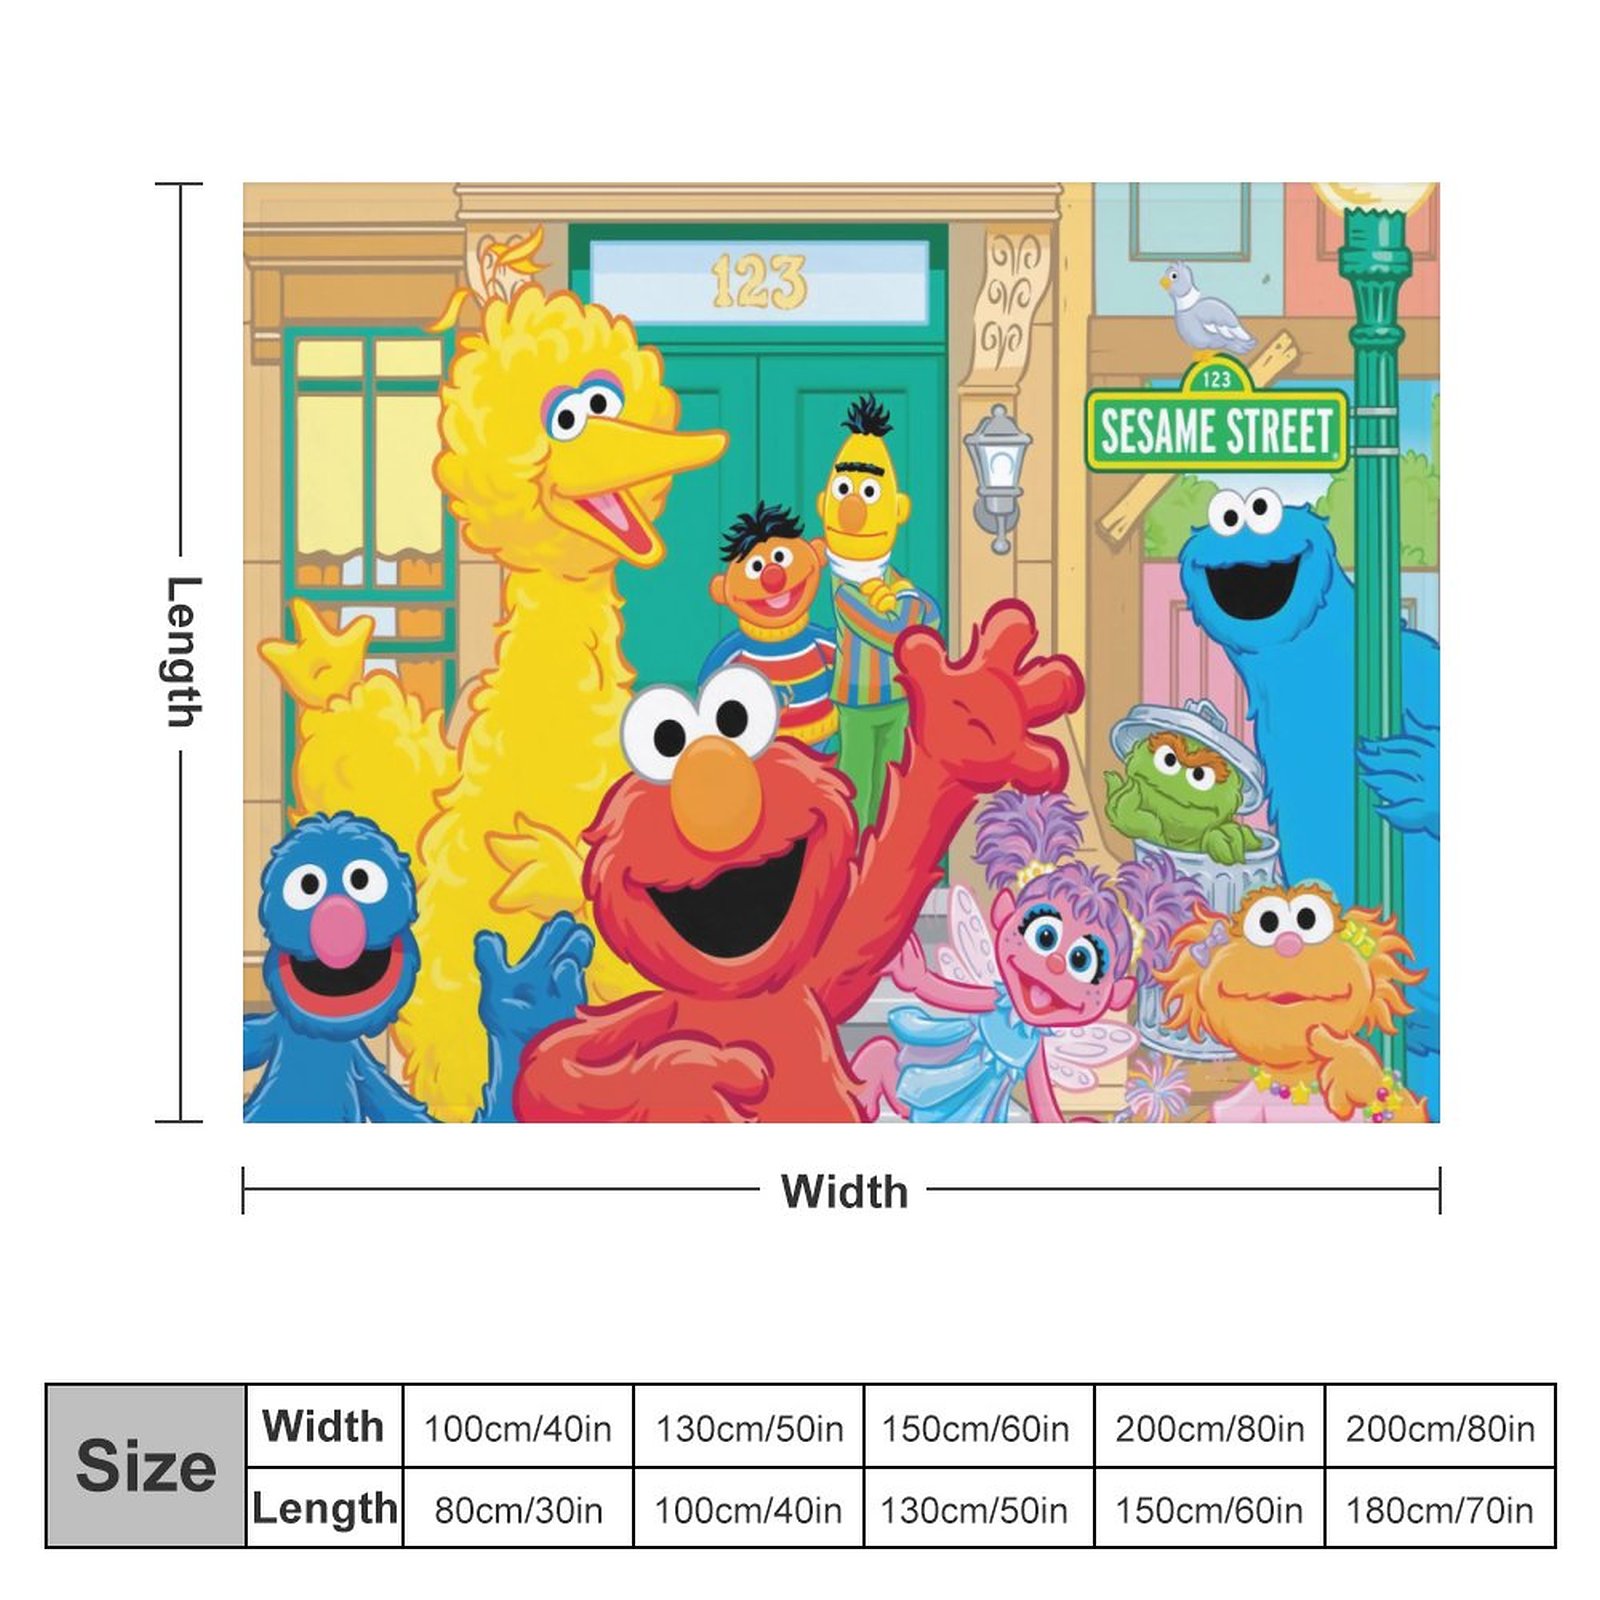 123
123
SESAME STREET
Length
Width
Size
Width 100cm/40in 130cm/50in 150cm/60in 200cm/80in 200cm/80in
Length 80cm/30in 100cm/40in 130cm/50in 150cm/60in 180cm/70in